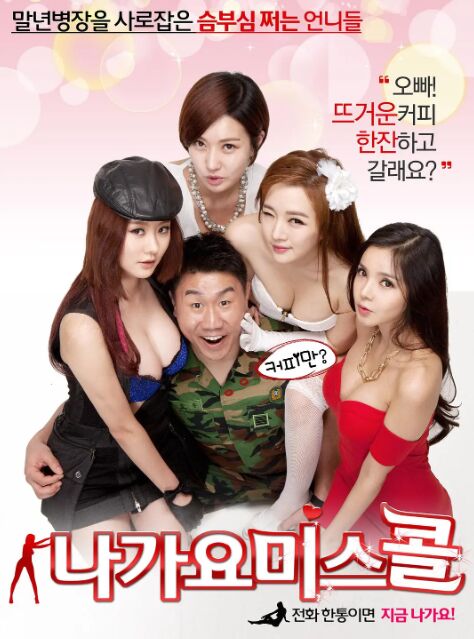 말년병장을 사로잡은 승부심 쩌는 언니들
“ 오빠!
뜨거운커피
한잔하고
갈래요? ”
커피만?
나가요미스콜
전화 한통이면 지금 나가요!